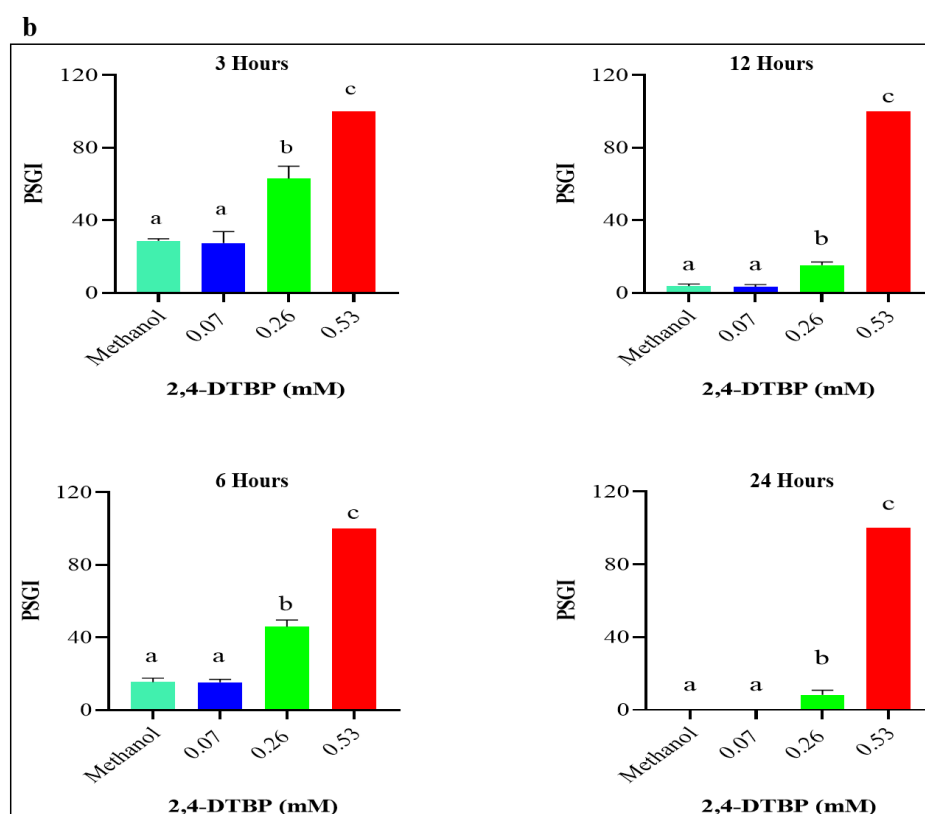 b
3 Hours
120
80
40
0
PSGI
a
a
b
c
Methanol
0.07
0.26
0.53
2,4-DTBP (mM)
12 Hours
120
80
40
0
PSGI
a
a
b
c
Methanol
0.07
0.26
0.53
2,4-DTBP (mM)
6 Hours
120
80
40
0
PSGI
a
a
b
c
Methanol
0.07
0.26
0.53
2,4-DTBP (mM)
24 Hours
120
80
40
0
PSGI
a
a
b
c
Methanol
0.07
0.26
0.53
2,4-DTBP (mM)